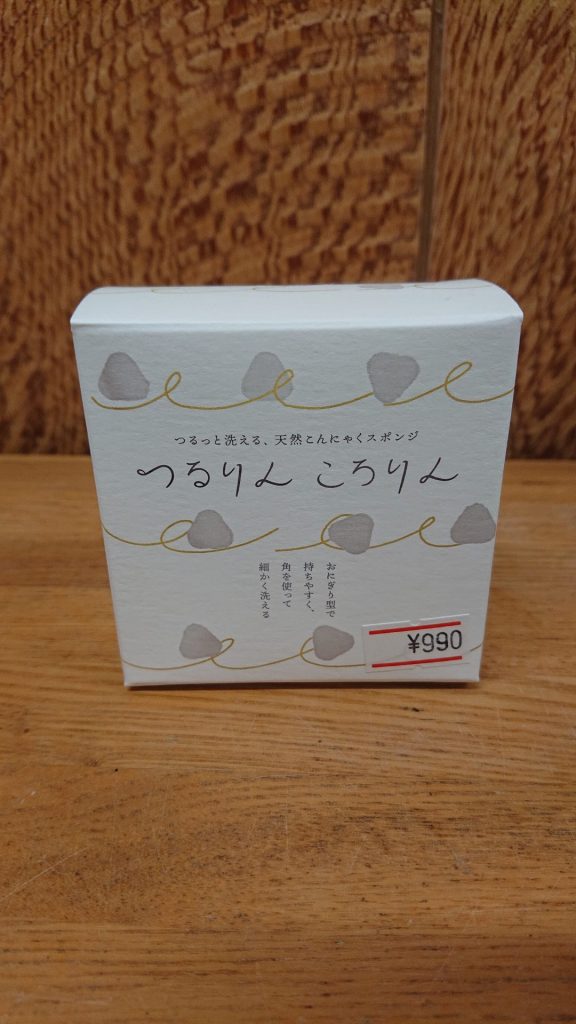 つるっと洗える、天然こんにゃくスポンジ
つるりん ころりん
おにぎり型で
持ちやすく、
角を使って
細かく洗える
¥990